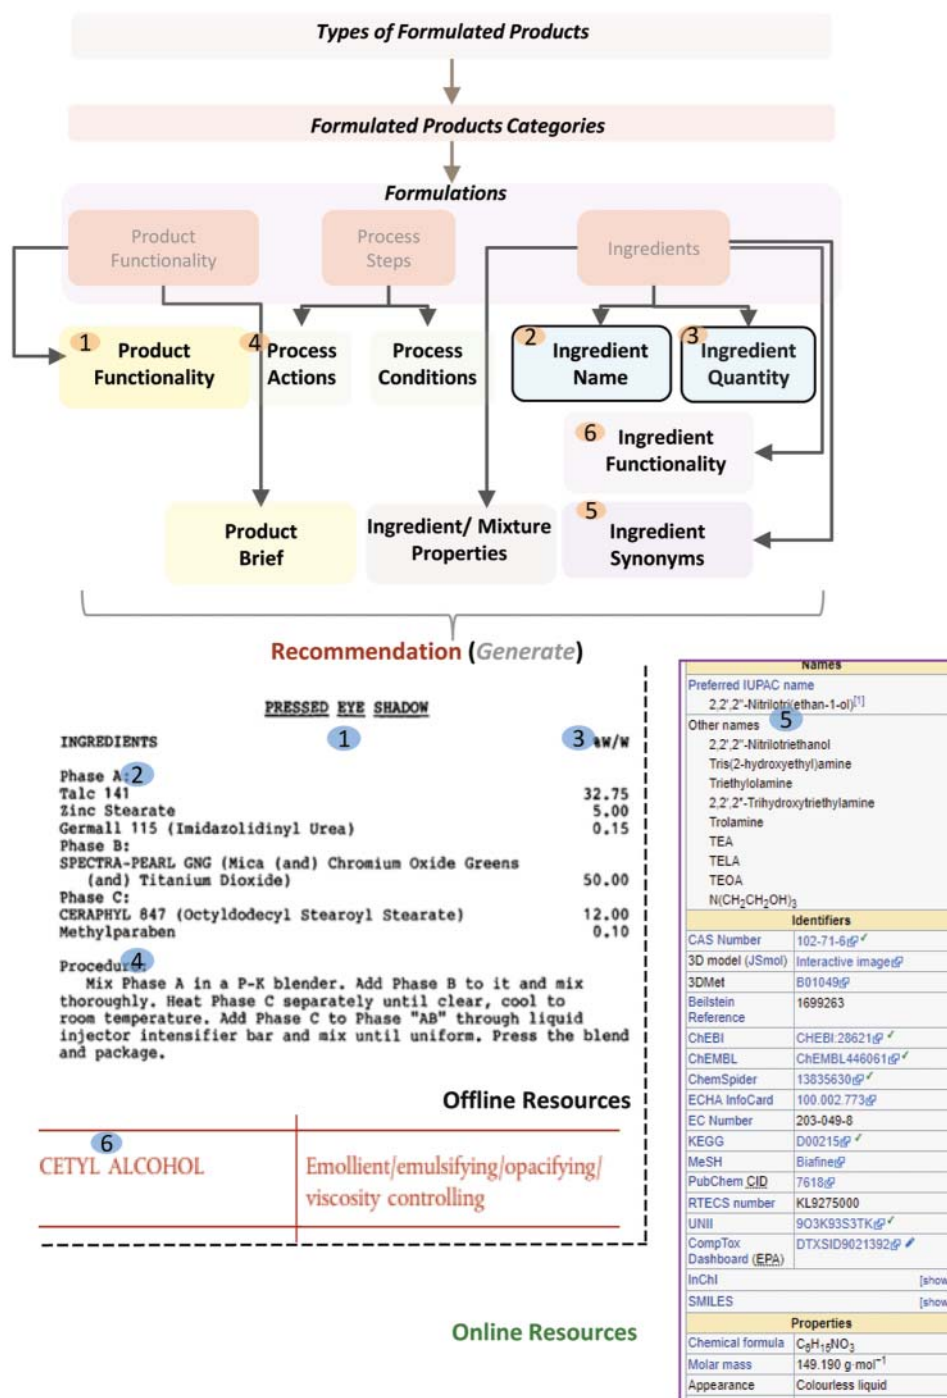 Types of Formulated Products
Formulated Products Categories
Formulations
Product
Functionality
Process
Steps
Ingredients
1
Product
Functionality
4
Process
Actions
Process
Conditions
2
Ingredient
Name
3
Ingredient
Quantity
6
Ingredient
Functionality
5
Ingredient
Synonyms
Product
Brief
Ingredient/ Mixture
Properties
Recommendation (Generate)
PRESSED EYE SHADOW
INGREDIENTS 1 3 %W/W
Phase A: 2
Talc 141 32.75
Zinc Stearate 5.00
Germall 115 (Imidazolidinyl Urea) 0.15
Phase B:
SPECTRA-PEARL GNG (Mica (and) Chromium Oxide Greens
(and) Titanium Dioxide) 50.00
Phase C:
CERAPHYL 847 (Octyldodecyl Stearoyl Stearate) 12.00
Methylparaben 0.10
Procedure: 4
Mix Phase A in a P-K blender. Add Phase B to it and mix
thoroughly. Heat Phase C separately until clear, cool to
room temperature. Add Phase C to Phase "AB" through liquid
injector intensifier bar and mix until uniform. Press the blend
and package.
Offline Resources
6
CETYL ALCOHOL
Emollient/emulsifying/opacifying/
viscosity controlling
Online Resources
Names
Preferred IUPAC name
2,2′,2″-Nitrilotri(ethan-1-ol)[1]
Other names 5
2,2′,2″-Nitrilotriethanol
Tris(2-hydroxyethyl)amine
Triethylolamine
2,2′,2″-Trihydroxytriethylamine
Trolamine
TEA
TELA
TEOA
N(CH₂CH₂OH)₃
Identifiers
CAS Number 102-71-6 ✓
3D model (JSmol) Interactive image
3DMet B01049
Beilstein
Reference 1699263
ChEBI CHEBI:28621 ✓
ChEMBL ChEMBL446061 ✓
ChemSpider 13835630 ✓
ECHA InfoCard 100.002.773
EC Number 203-049-8
KEGG D00215 ✓
MeSH Biafine
PubChem CID 7618
RTECS number KL9275000
UNII 9O3K93S3TK ✓
CompTox
Dashboard (EPA) DTXSID9021392
InChI [show
SMILES [show
Properties
Chemical formula C₆H₁₅NO₃
Molar mass 149.190 g·mol⁻¹
Appearance Colourless liquid